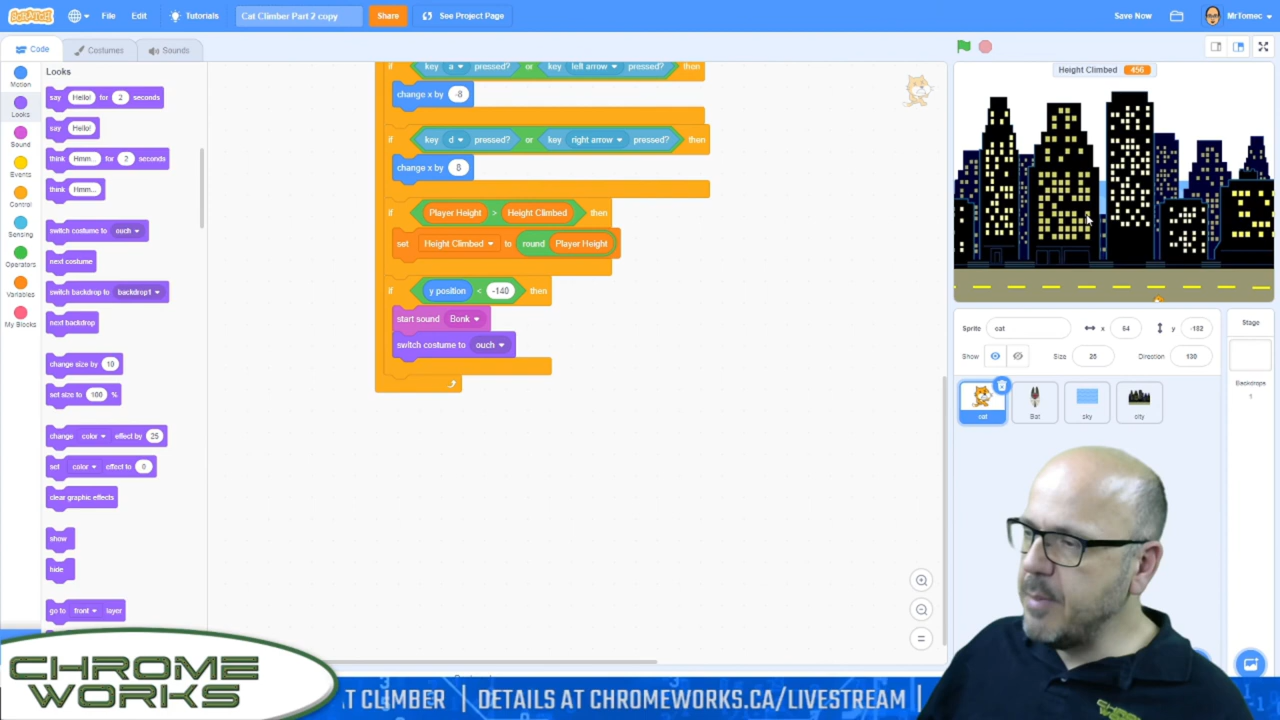 SCRATCH File Edit Tutorials Cat Climber Part 2 copy Share See Project Page Save Now MrTomec
Code Costumes Sounds
Motion
Looks
Sound
Events
Control
Sensing
Operators
Variables
My Blocks
Looks
say Hello! for 2 seconds
say Hello!
think Hmm... for 2 seconds
think Hmm...
switch costume to ouch
next costume
switch backdrop to backdrop1
next backdrop
change size by 10
set size to 100 %
change color effect by 25
set color effect to 0
clear graphic effects
show
hide
go to front layer
if key a pressed? or key left arrow pressed? then
change x by -8
if key d pressed? or key right arrow pressed? then
change x by 8
if Player Height > Height Climbed then
set Height Climbed to round Player Height
if y position < -140 then
start sound Bonk
switch costume to ouch
Height Climbed 456
Sprite cat x 54 y -182
Show Size 28 Direction 130
cat Bat sky city
Stage
Backdrops
1
CHROME
WORKS
AT CLIMBER | DETAILS AT CHROMEWORKS.CA/LIVESTREAM |